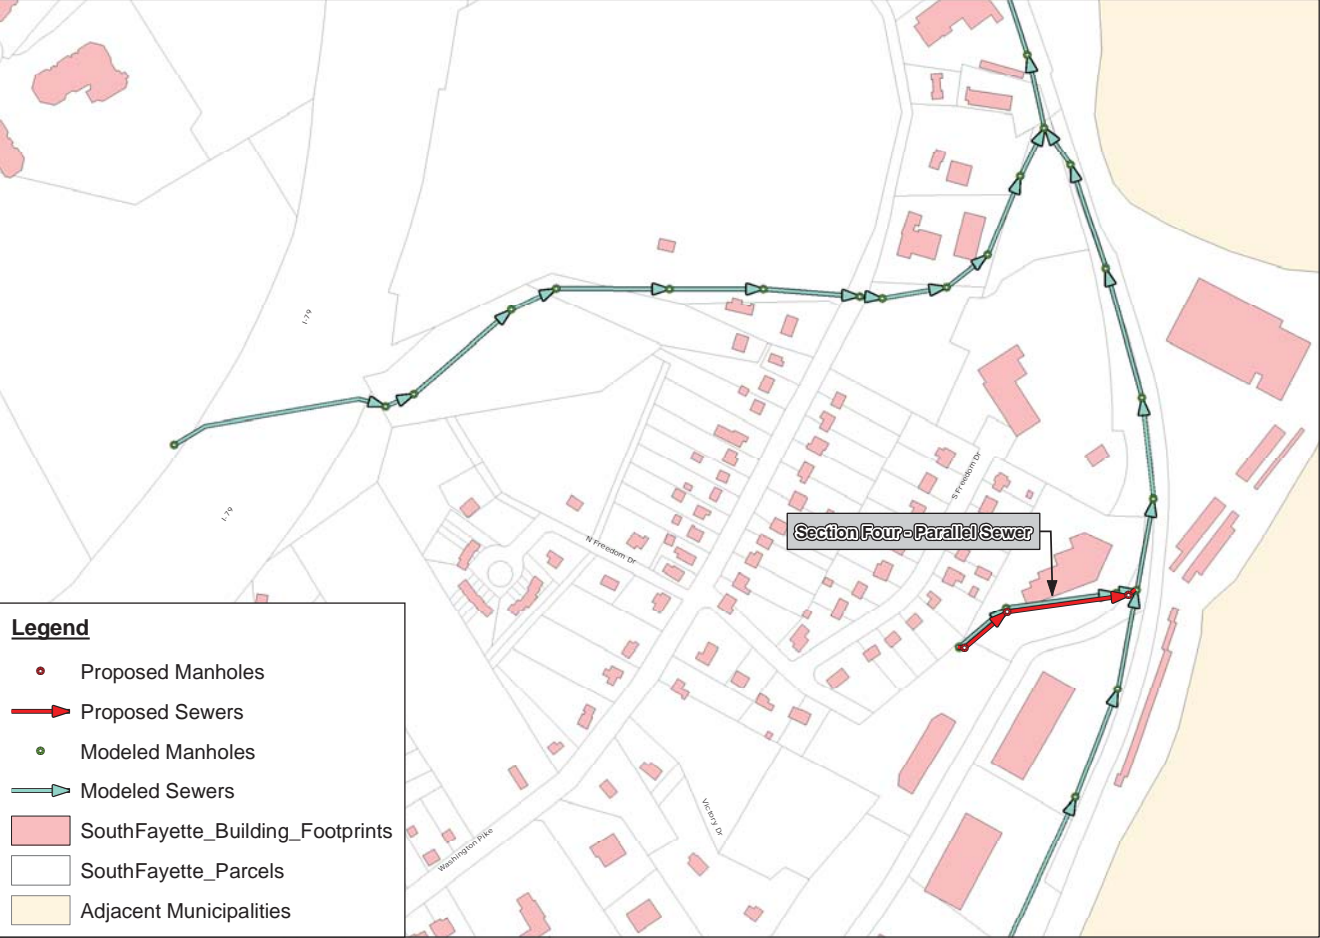 I-79
I-79
S Freedom Dr
Section Four - Parallel Sewer
N Freedom Dr
Victory Dr
Washington Pike
Legend
Proposed Manholes
Proposed Sewers
Modeled Manholes
Modeled Sewers
SouthFayette_Building_Footprints
SouthFayette_Parcels
Adjacent Municipalities